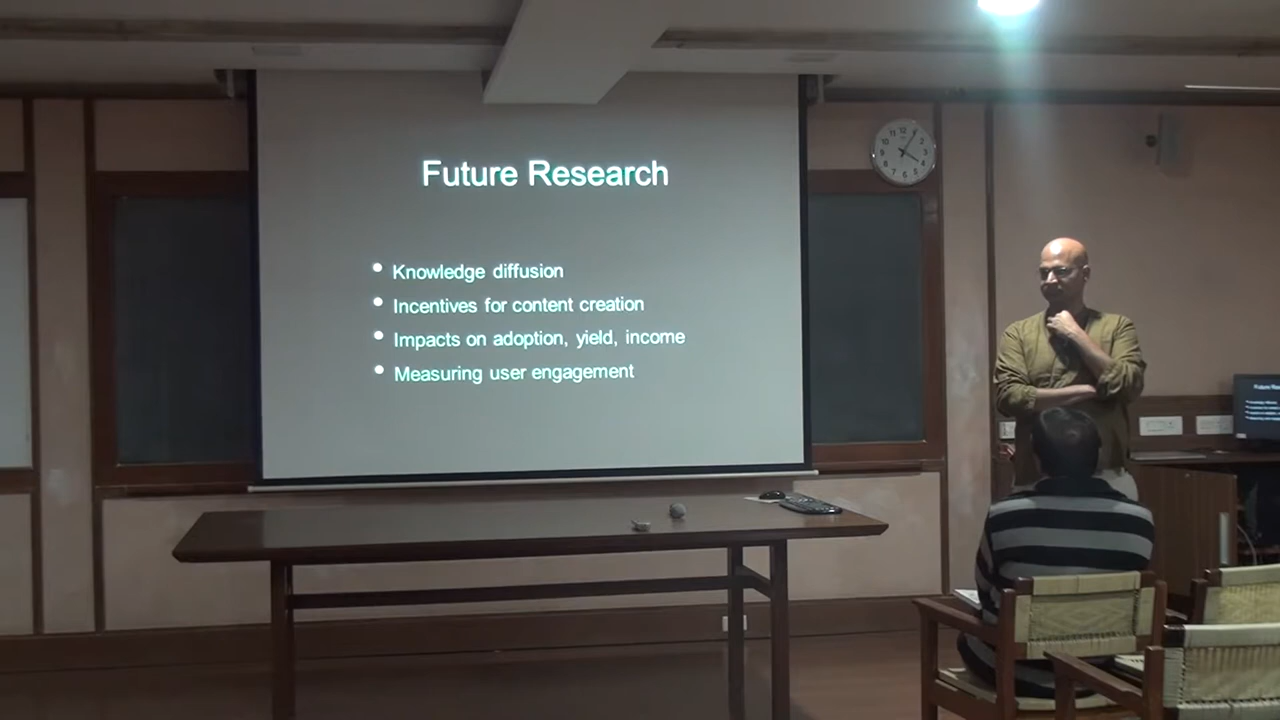 Future Research
• Knowledge diffusion
• Incentives for content creation
• Impacts on adoption, yield, income
• Measuring user engagement